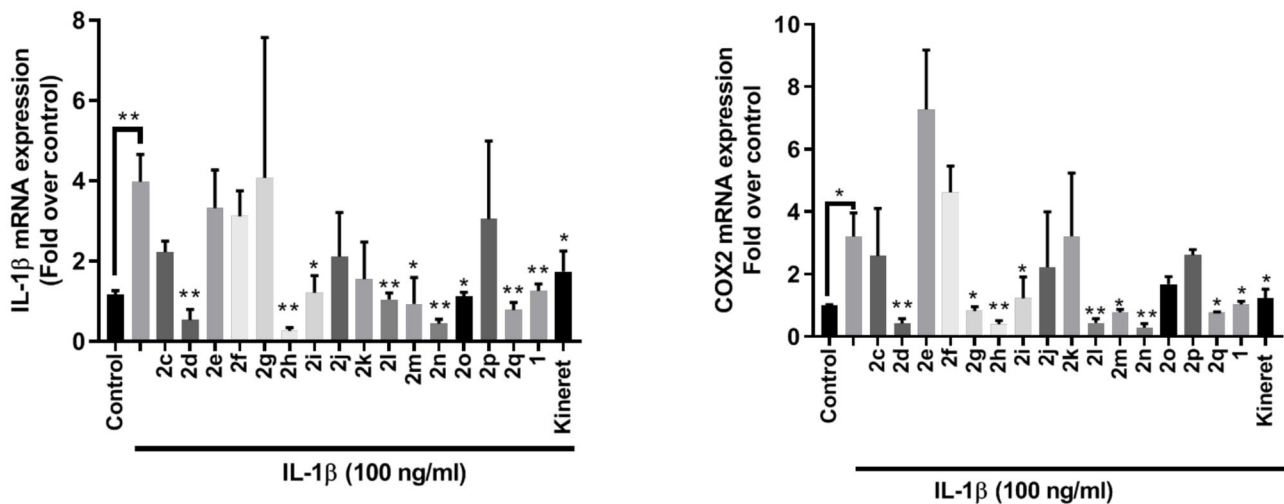 IL-1β mRNA expression
(Fold over control)
8
6
4
2
0
**
**
**
*
**
*
**
*
**
**
*
Control
-
2c
2d
2e
2f
2g
2h
2i
2j
2k
2l
2m
2n
2o
2p
2q
1
Kineret
IL-1β (100 ng/ml)
COX2 mRNA expression
Fold over control
10
8
6
4
2
0
*
**
*
**
*
**
*
**
*
*
*
Control
-
2c
2d
2e
2f
2g
2h
2i
2j
2k
2l
2m
2n
2o
2p
2q
1
Kineret
IL-1β (100 ng/ml)